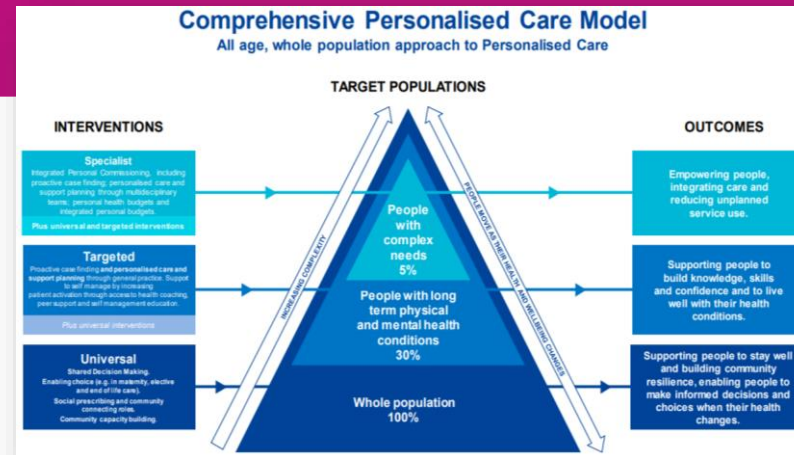 Comprehensive Personalised Care Model
All age, whole population approach to Personalised Care
TARGET POPULATIONS
INTERVENTIONS
Specialist
Integrated Personal Commissioning, including
proactive case finding; personalised care and
support planning through multidisciplinary
teams; personal health budgets and
integrated personal budgets.
Plus universal and targeted interventions
Targeted
Proactive case finding and personalised care and
support planning through general practice. Support
to self manage by increasing
patient activation through access to health coaching,
peer support and self management education.
Plus universal interventions
Universal
Shared Decision Making.
Enabling choice (e.g. in maternity, elective
and end of life care).
Social prescribing and community
connecting roles.
Community capacity building.
INCREASING COMPLEXITY
People
with
complex
needs
5%
People with long
term physical
and mental health
conditions
30%
Whole population
100%
PEOPLE MOVE AS THEIR HEALTH AND WELLBEING CHANGES
OUTCOMES
Empowering people,
integrating care and
reducing unplanned
service use.
Supporting people to
build knowledge, skills
and confidence and to live
well with their health
conditions.
Supporting people to stay well
and building community
resilience, enabling people to
make informed decisions and
choices when their health
changes.